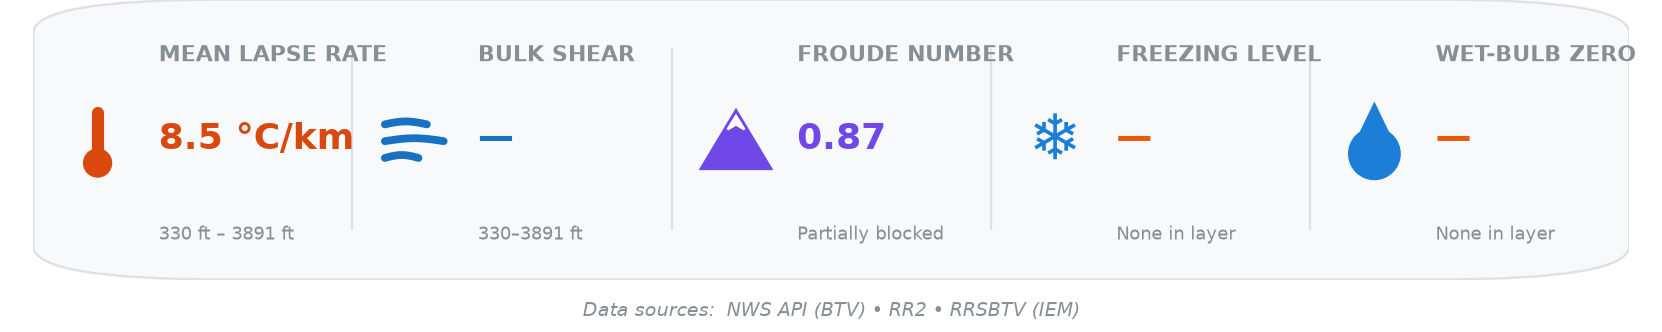 MEAN LAPSE RATE
8.5 °C/km
330 ft – 3891 ft
BULK SHEAR
—
330–3891 ft
FROUDE NUMBER
0.87
Partially blocked
FREEZING LEVEL
—
None in layer
WET-BULB ZERO
—
None in layer
Data sources:  NWS API (BTV) • RR2 • RRSBTV (IEM)